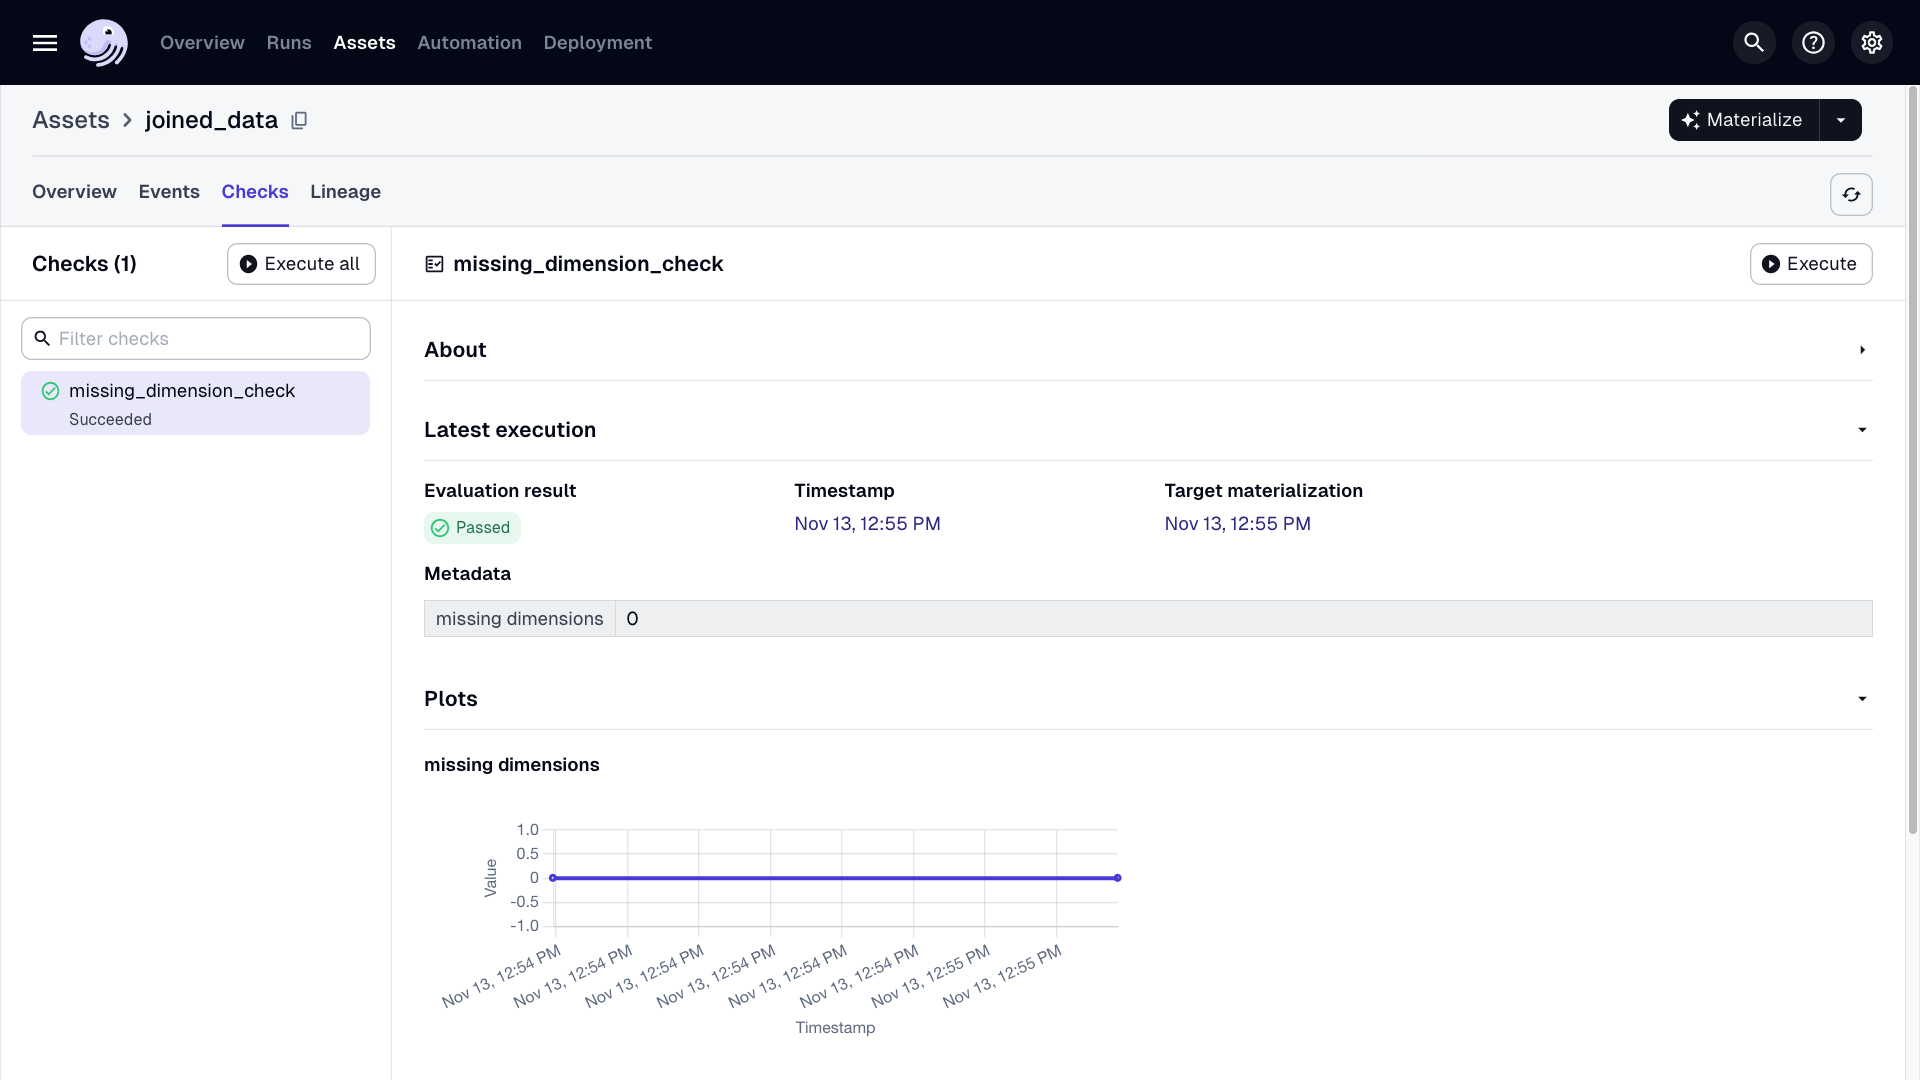 Overview Runs Assets Automation Deployment
Assets > joined_data
Materialize
Overview Events Checks Lineage
Checks (1)
Execute all
missing_dimension_check
Execute
Filter checks
missing_dimension_check
Succeeded
About
Latest execution
Evaluation result Timestamp Target materialization
Passed Nov 13, 12:55 PM Nov 13, 12:55 PM
Metadata
missing dimensions 0
Plots
missing dimensions
1.0
0.5
0
-0.5
-1.0
Value
Nov 13, 12:54 PM
Nov 13, 12:54 PM
Nov 13, 12:54 PM
Nov 13, 12:54 PM
Nov 13, 12:54 PM
Nov 13, 12:54 PM
Nov 13, 12:55 PM
Nov 13, 12:55 PM
Timestamp